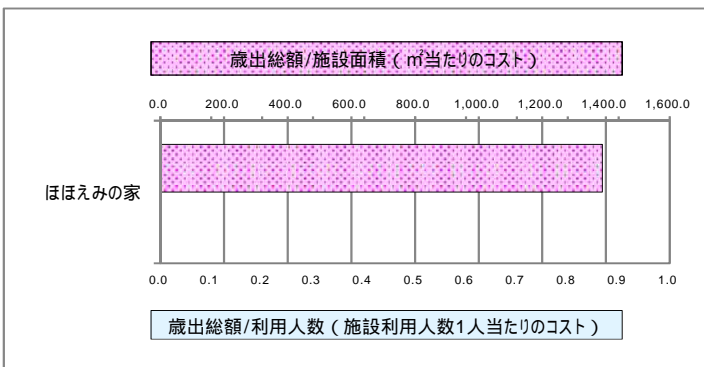 歳出総額/施設面積（㎡当たりのコスト）
0.0 200.0 400.0 600.0 800.0 1,000.0 1,200.0 1,400.0 1,600.0
ほほえみの家
0.0 0.1 0.2 0.3 0.4 0.5 0.6 0.7 0.8 0.9 1.0
歳出総額/利用人数（施設利用人数1人当たりのコスト）